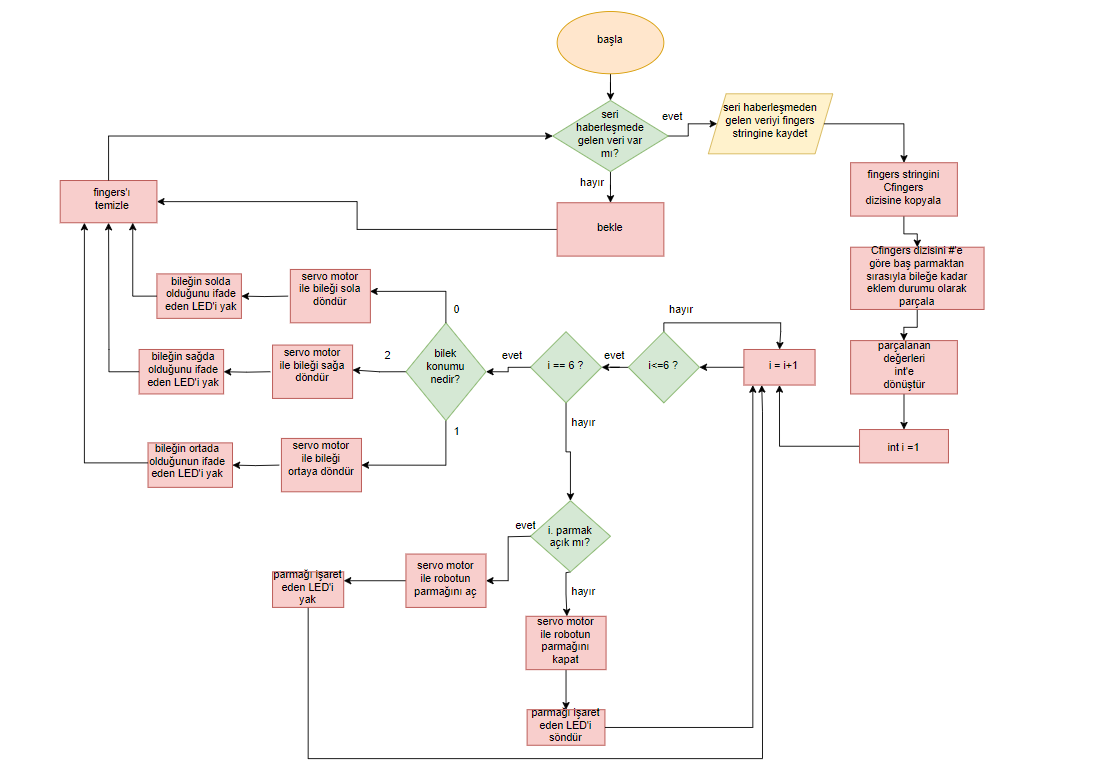 başla
seri
haberleşmede
gelen veri var
mı?
evet
seri haberleşmeden
gelen veriyi fingers
stringine kaydet
hayır
bekle
fingers'ı
temizle
fingers stringini
Cfingers
dizisine kopyala
Cfingers dizisini #'e
göre baş parmaktan
sırasıyla bileğe kadar
eklem durumu olarak
parçala
parçalanan
değerleri
int'e
dönüştür
int i =1
i = i+1
hayır
i<=6 ?
evet
i == 6 ?
evet
bilek
konumu
nedir?
0
servo motor
ile bileği sola
döndür
bileğin solda
olduğunu ifade
eden LED'i yak
2
servo motor
ile bileği sağa
döndür
bileğin sağda
olduğunu ifade
eden LED'i yak
1
servo motor
ile bileği
ortaya döndür
bileğin ortada
olduğunun ifade
eden LED'i yak
hayır
i. parmak
açık mı?
evet
servo motor
ile robotun
parmağını aç
parmağı işaret
eden LED'i
yak
hayır
servo motor
ile robotun
parmağını
kapat
parmağı işaret
eden LED'i
söndür